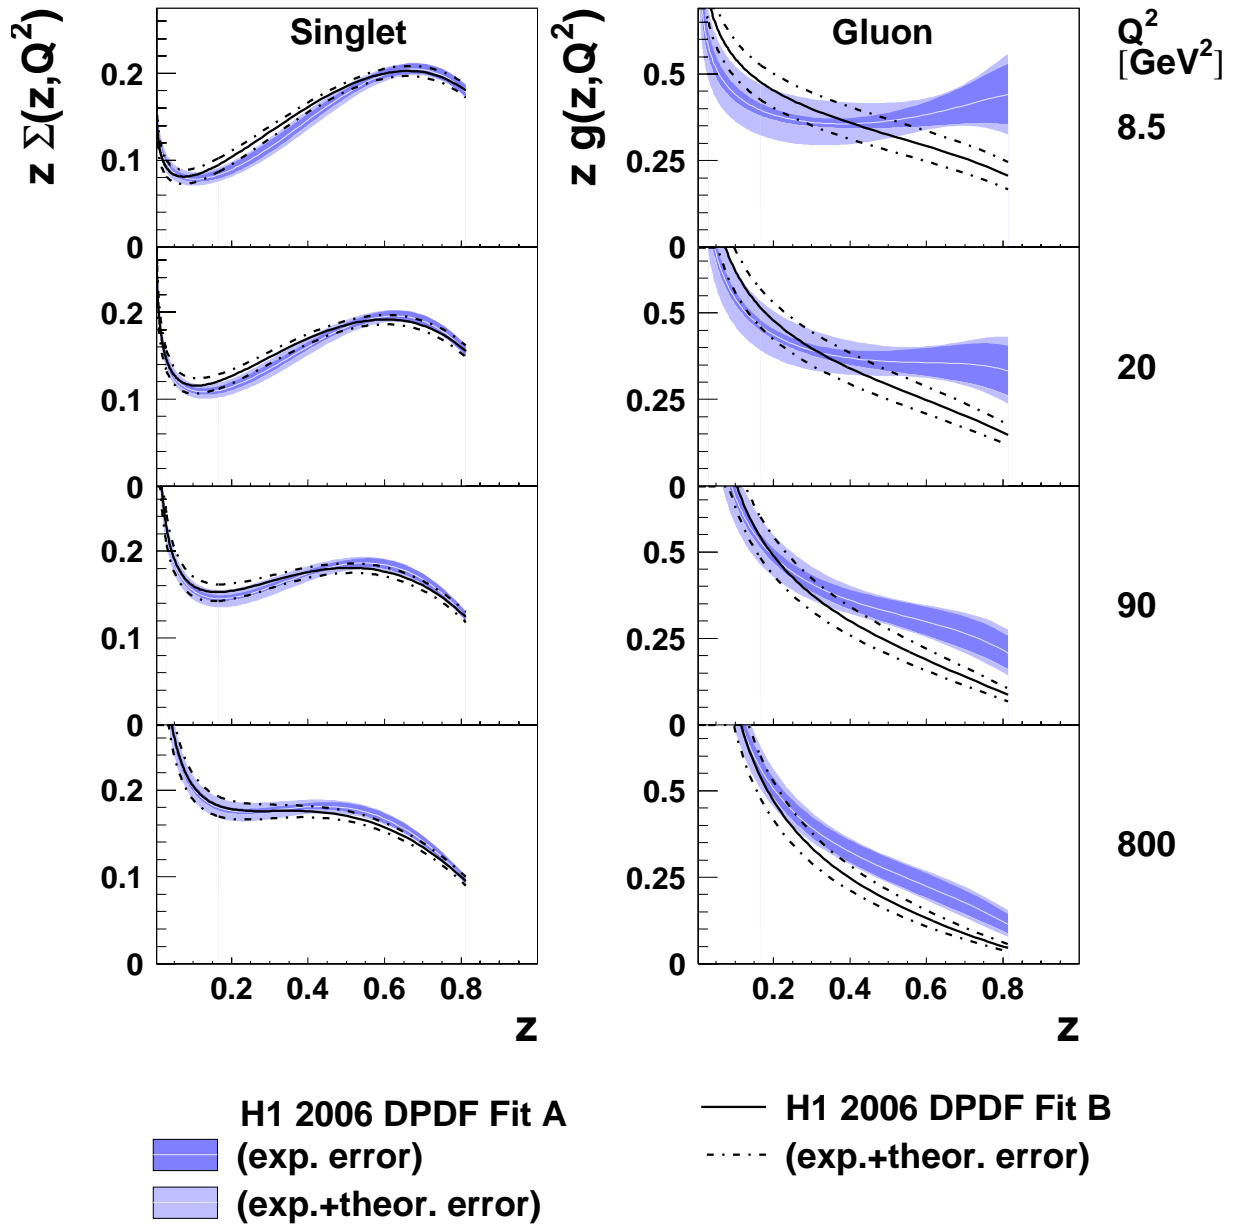 z Σ(z,Q²)
Singlet
z g(z,Q²)
Gluon
Q²
[GeV²]
0.2
0.1
0
0.5
0.25
0
8.5
0.2
0.1
0
0.5
0.25
0
20
0.2
0.1
0
0.5
0.25
0
90
0.2
0.1
0
0.5
0.25
0
800
0.2 0.4 0.6 0.8
z
0.2 0.4 0.6 0.8
z
H1 2006 DPDF Fit A
(exp. error)
(exp.+theor. error)
H1 2006 DPDF Fit B
(exp.+theor. error)